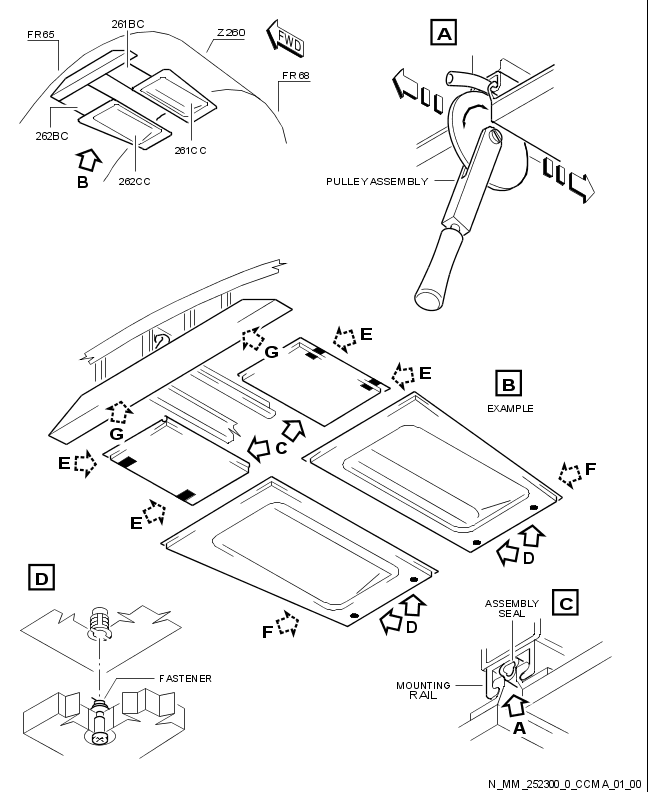 261BC
FR65
Z260
FWD
FR68
262BC
261CC
B
262CC
A
PULLEY ASSEMBLY
E
G
E
B
EXAMPLE
G
C
E
F
E
D
D
F
D
FASTENER
ASSEMBLY
SEAL
C
MOUNTING
RAIL
A
N_MM_252300_0_CCMA_01_00